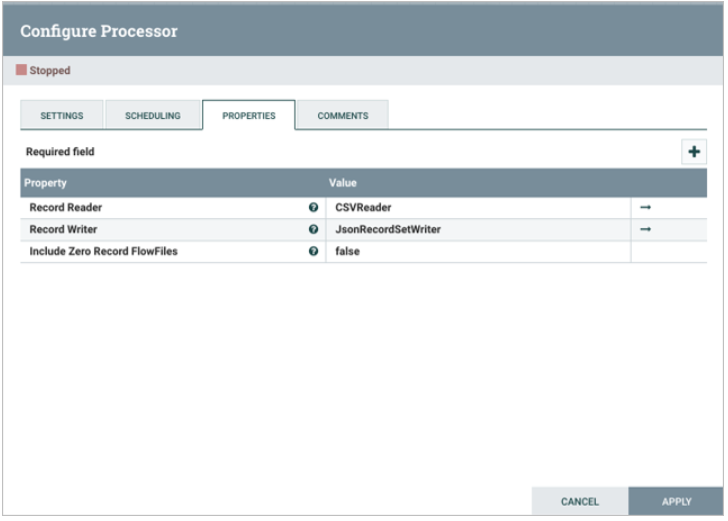 Configure Processor
Stopped
SETTINGS SCHEDULING PROPERTIES COMMENTS
Required field
Property Value
Record Reader CSVReader
Record Writer JsonRecordSetWriter
Include Zero Record FlowFiles false
CANCEL APPLY